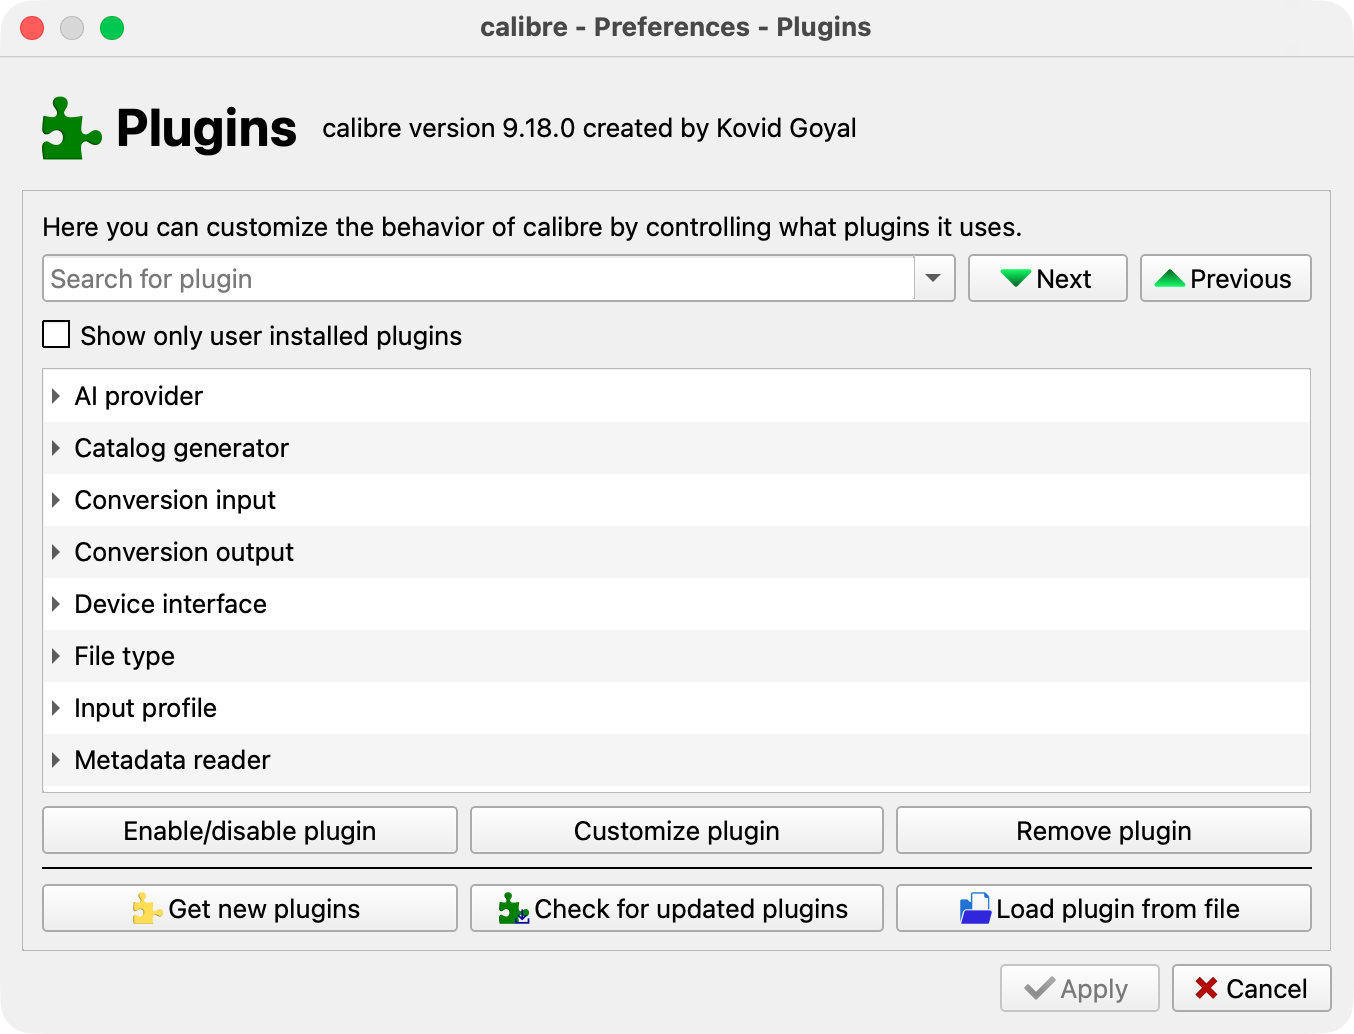 calibre - Preferences - Plugins
Plugins calibre version 9.18.0 created by Kovid Goyal
Here you can customize the behavior of calibre by controlling what plugins it uses.
Search for plugin Next Previous
Show only user installed plugins
AI provider
Catalog generator
Conversion input
Conversion output
Device interface
File type
Input profile
Metadata reader
Enable/disable plugin Customize plugin Remove plugin
Get new plugins Check for updated plugins Load plugin from file
Apply Cancel